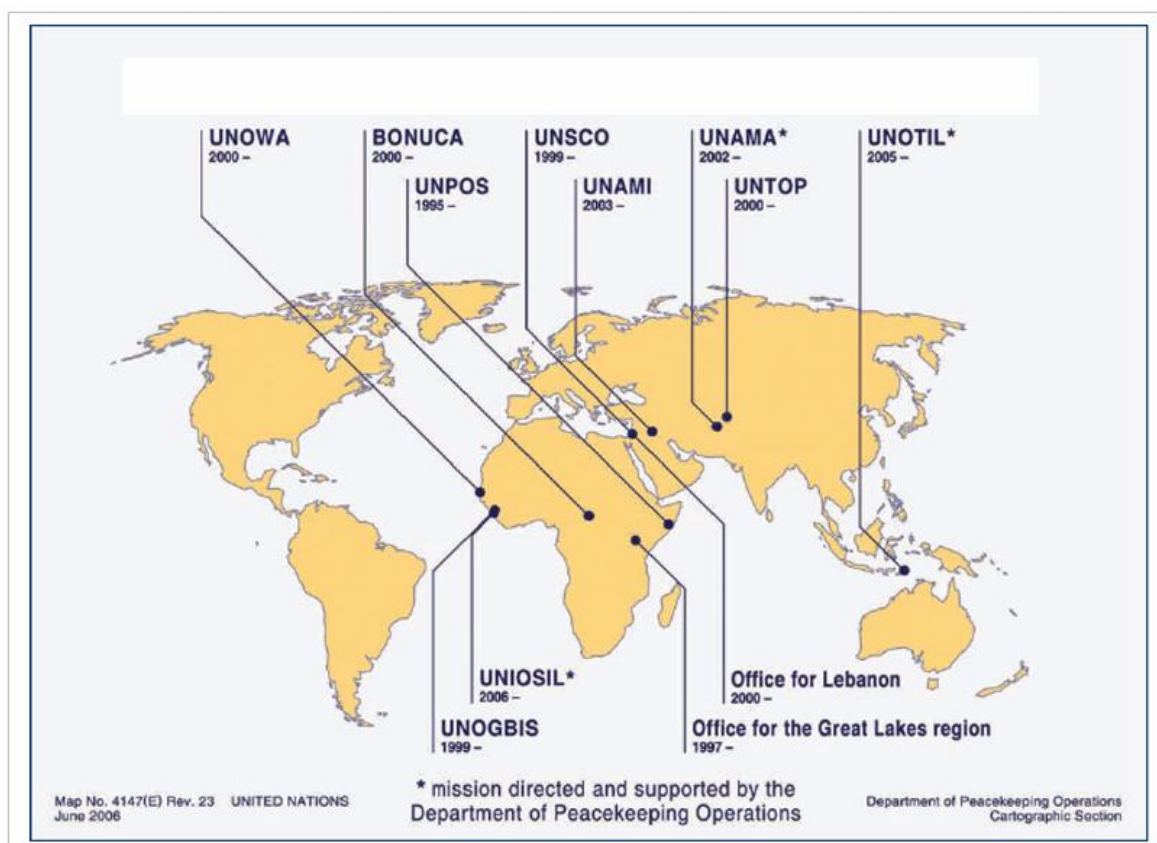 UNOWA
2000 –
BONUCA
2000 –
UNSCO
1999 –
UNAMA*
2002 –
UNOTIL*
2005 –
UNPOS
1995 –
UNAMI
2003 –
UNTOP
2000 –
UNIOSIL*
2006 –
Office for Lebanon
2000 –
UNOGBIS
1999 –
Office for the Great Lakes region
1997 –
* mission directed and supported by the
Department of Peacekeeping Operations
Map No. 4147(E) Rev. 23 UNITED NATIONS
June 2006
Department of Peacekeeping Operations
Cartographic Section